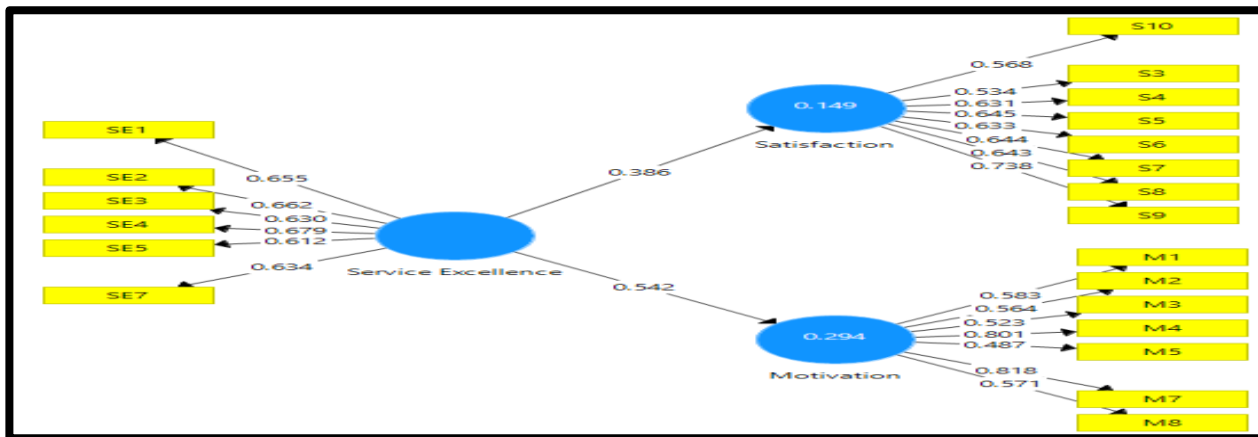 S10
0.568
S3
0.534
0.149
S4
0.631
S5
0.645
SE1
0.633
S6
Satisfaction
0.644
0.643
S7
0.655
0.386
0.738
SE2
S8
SE3
0.662
S9
0.630
SE4
0.679
SE5
0.612
M1
0.634
Service Excellence
M2
0.542
0.583
SE7
0.564
M3
0.523
M4
0.294
0.801
0.487
M5
Motivation
0.818
0.571
M7
M8